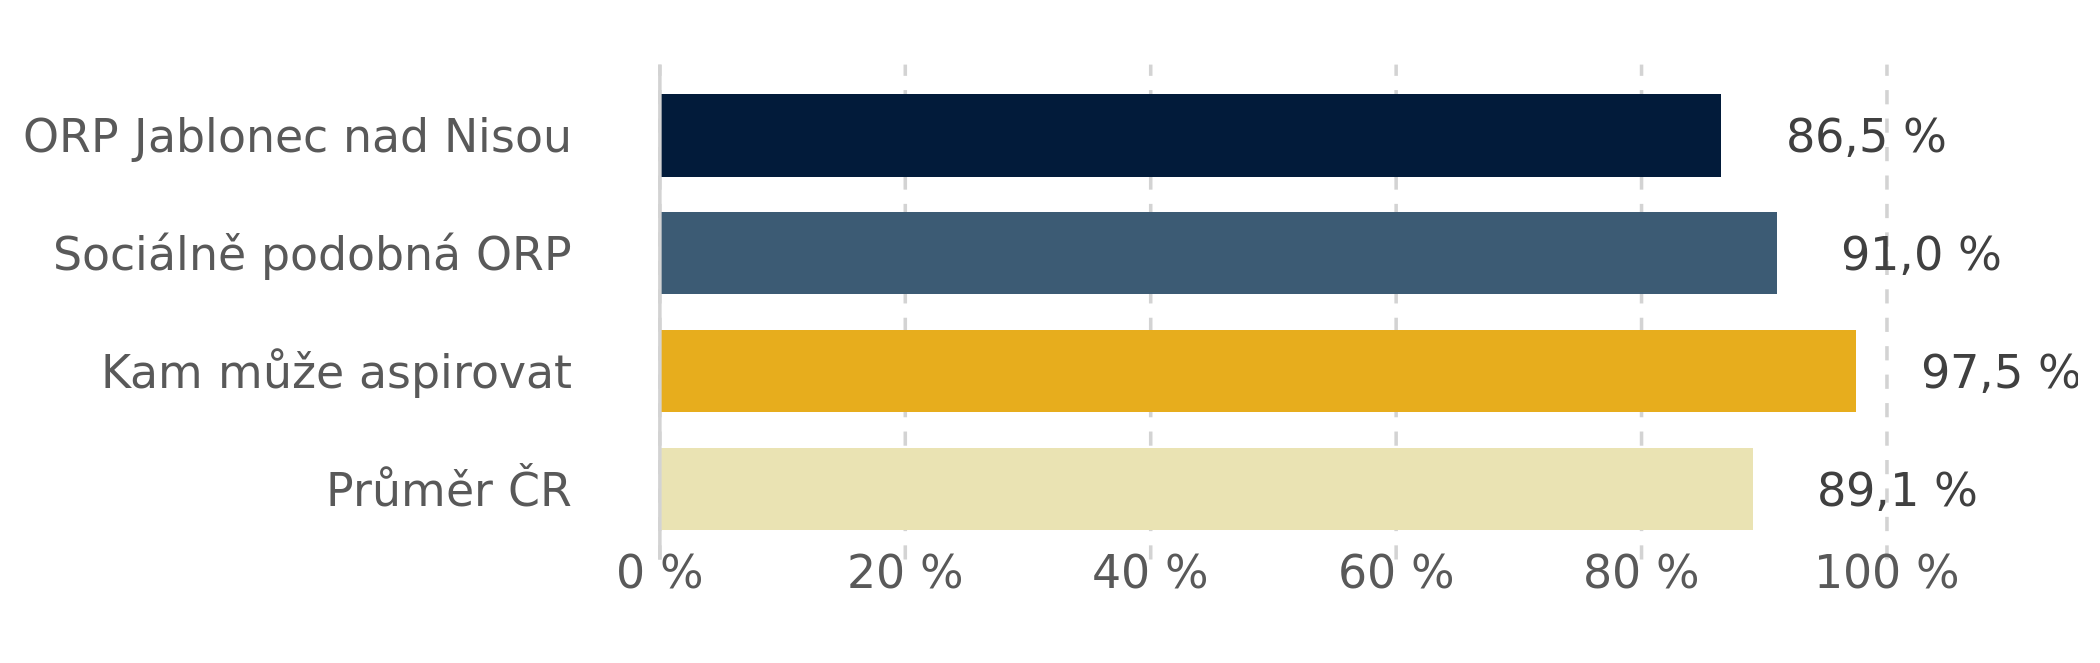 ORP Jablonec nad Nisou 86,5 %
Sociálně podobná ORP 91,0 %
Kam může aspirovat 97,5 %
Průměr ČR 89,1 %
0 % 20 % 40 % 60 % 80 % 100 %